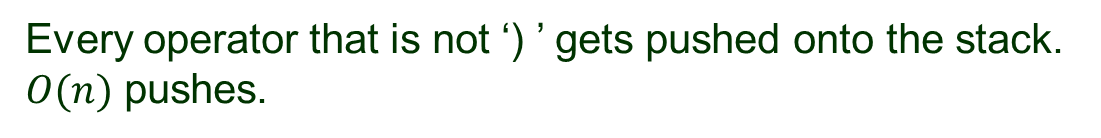 Every operator that is not ‘) ’ gets pushed onto the stack.
O(n) pushes.